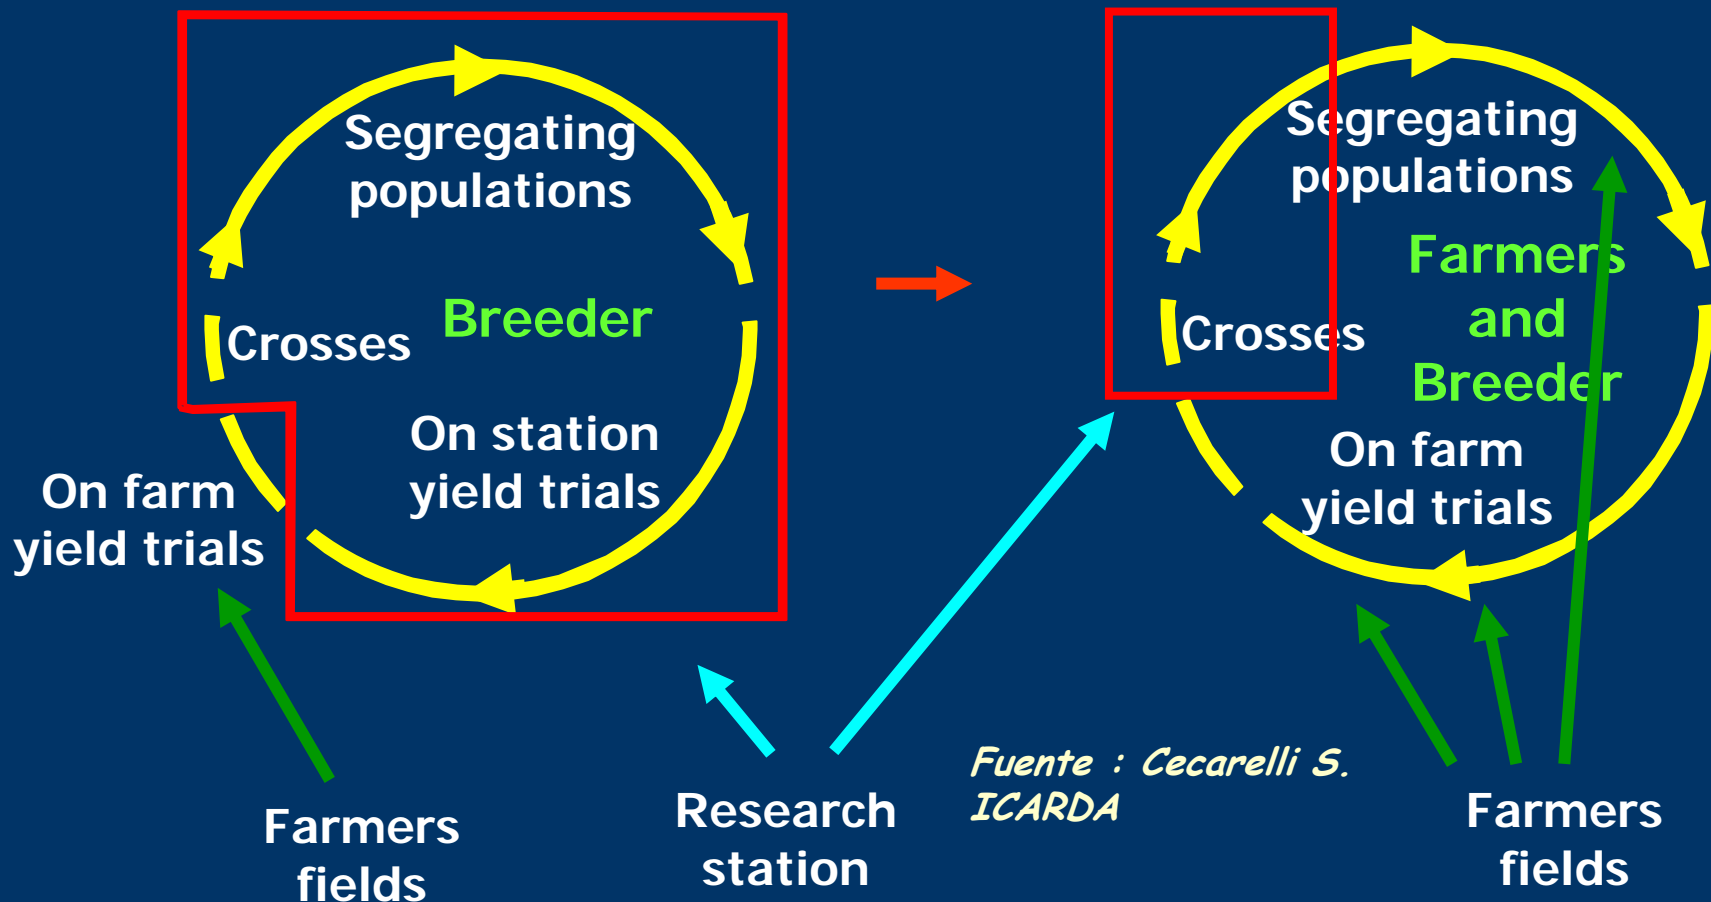 Segregating
populations
Breeder
Crosses
On station
yield trials
On farm
yield trials
Farmers
fields
Research
station
Segregating
populations
Farmers
and
Breeder
Crosses
On farm
yield trials
Fuente : Cecarelli S.
ICARDA
Farmers
fields